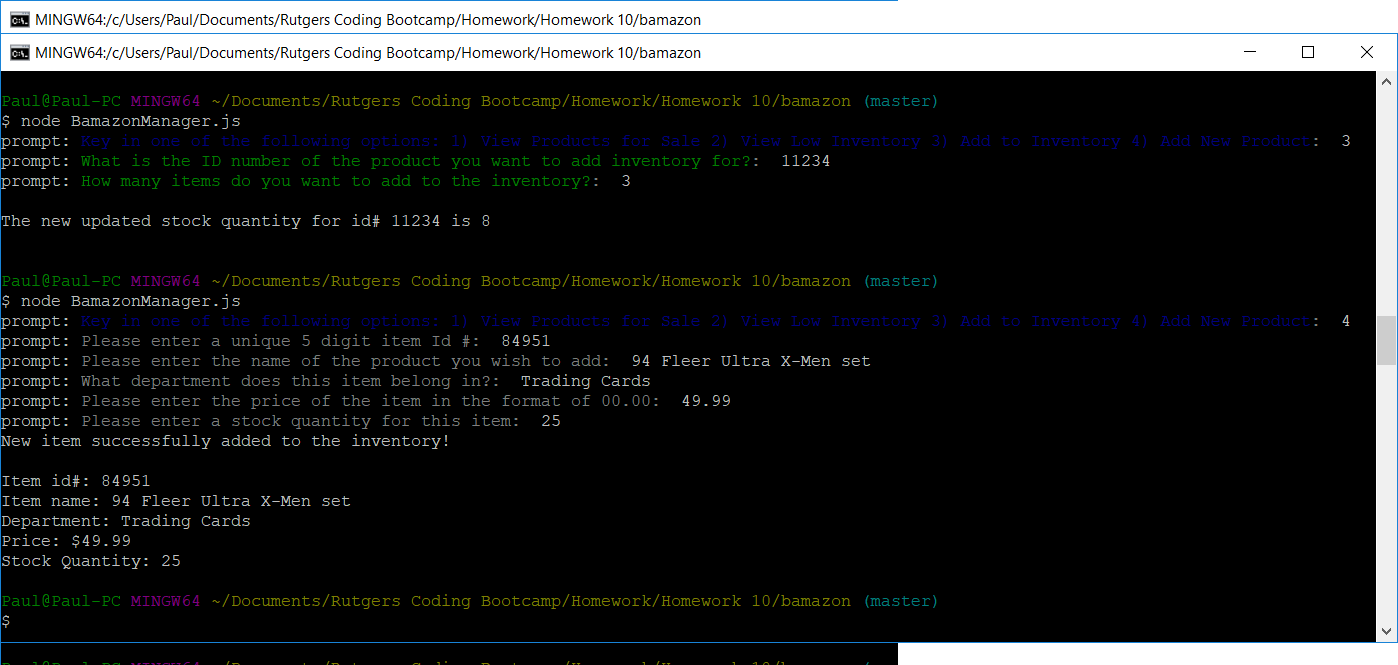 MINGW64:/c/Users/Paul/Documents/Rutgers Coding Bootcamp/Homework/Homework 10/bamazon
MINGW64:/c/Users/Paul/Documents/Rutgers Coding Bootcamp/Homework/Homework 10/bamazon
Paul@Paul-PC MINGW64 ~/Documents/Rutgers Coding Bootcamp/Homework/Homework 10/bamazon (master)
$ node BamazonManager.js
prompt: Key in one of the following options: 1) View Products for Sale 2) View Low Inventory 3) Add to Inventory 4) Add New Product:  3
prompt: What is the ID number of the product you want to add inventory for?:  11234
prompt: How many items do you want to add to the inventory?:  3
The new updated stock quantity for id# 11234 is 8
Paul@Paul-PC MINGW64 ~/Documents/Rutgers Coding Bootcamp/Homework/Homework 10/bamazon (master)
$ node BamazonManager.js
prompt: Key in one of the following options: 1) View Products for Sale 2) View Low Inventory 3) Add to Inventory 4) Add New Product:  4
prompt: Please enter a unique 5 digit item Id #:  84951
prompt: Please enter the name of the product you wish to add:  94 Fleer Ultra X-Men set
prompt: What department does this item belong in?:  Trading Cards
prompt: Please enter the price of the item in the format of 00.00:  49.99
prompt: Please enter a stock quantity for this item:  25
New item successfully added to the inventory!
Item id#: 84951
Item name: 94 Fleer Ultra X-Men set
Department: Trading Cards
Price: $49.99
Stock Quantity: 25
Paul@Paul-PC MINGW64 ~/Documents/Rutgers Coding Bootcamp/Homework/Homework 10/bamazon (master)
$